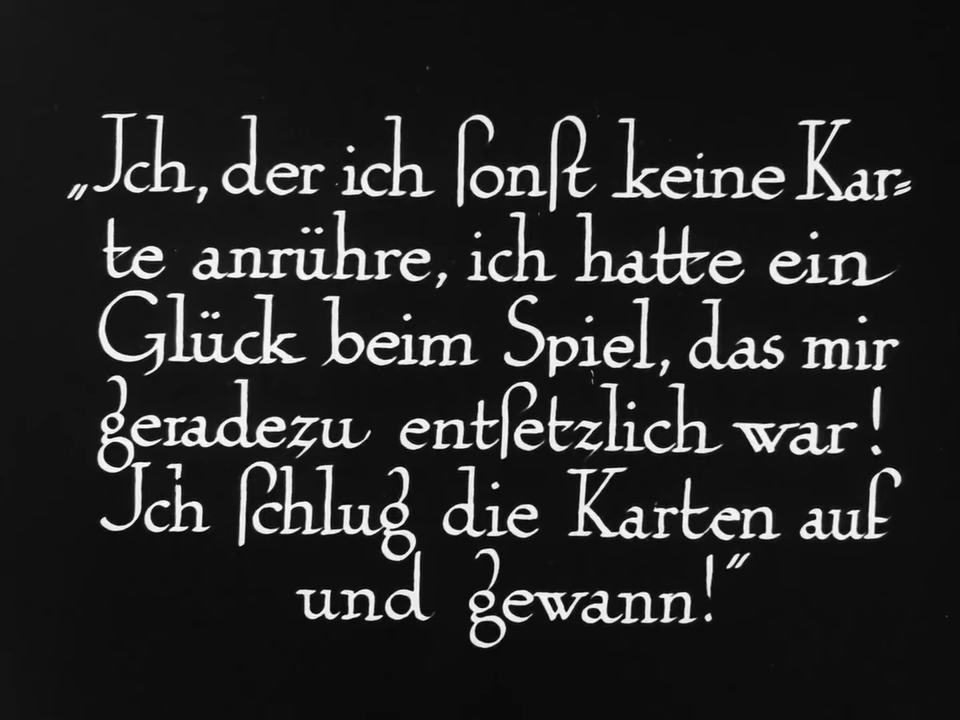 „Ich, der ich ſonſt keine Kar⸗
te anrühre, ich hatte ein
Glück beim Spiel, das mir
geradezu entſetzlich war!
Ich ſchlug die Karten auf
und gewann!“